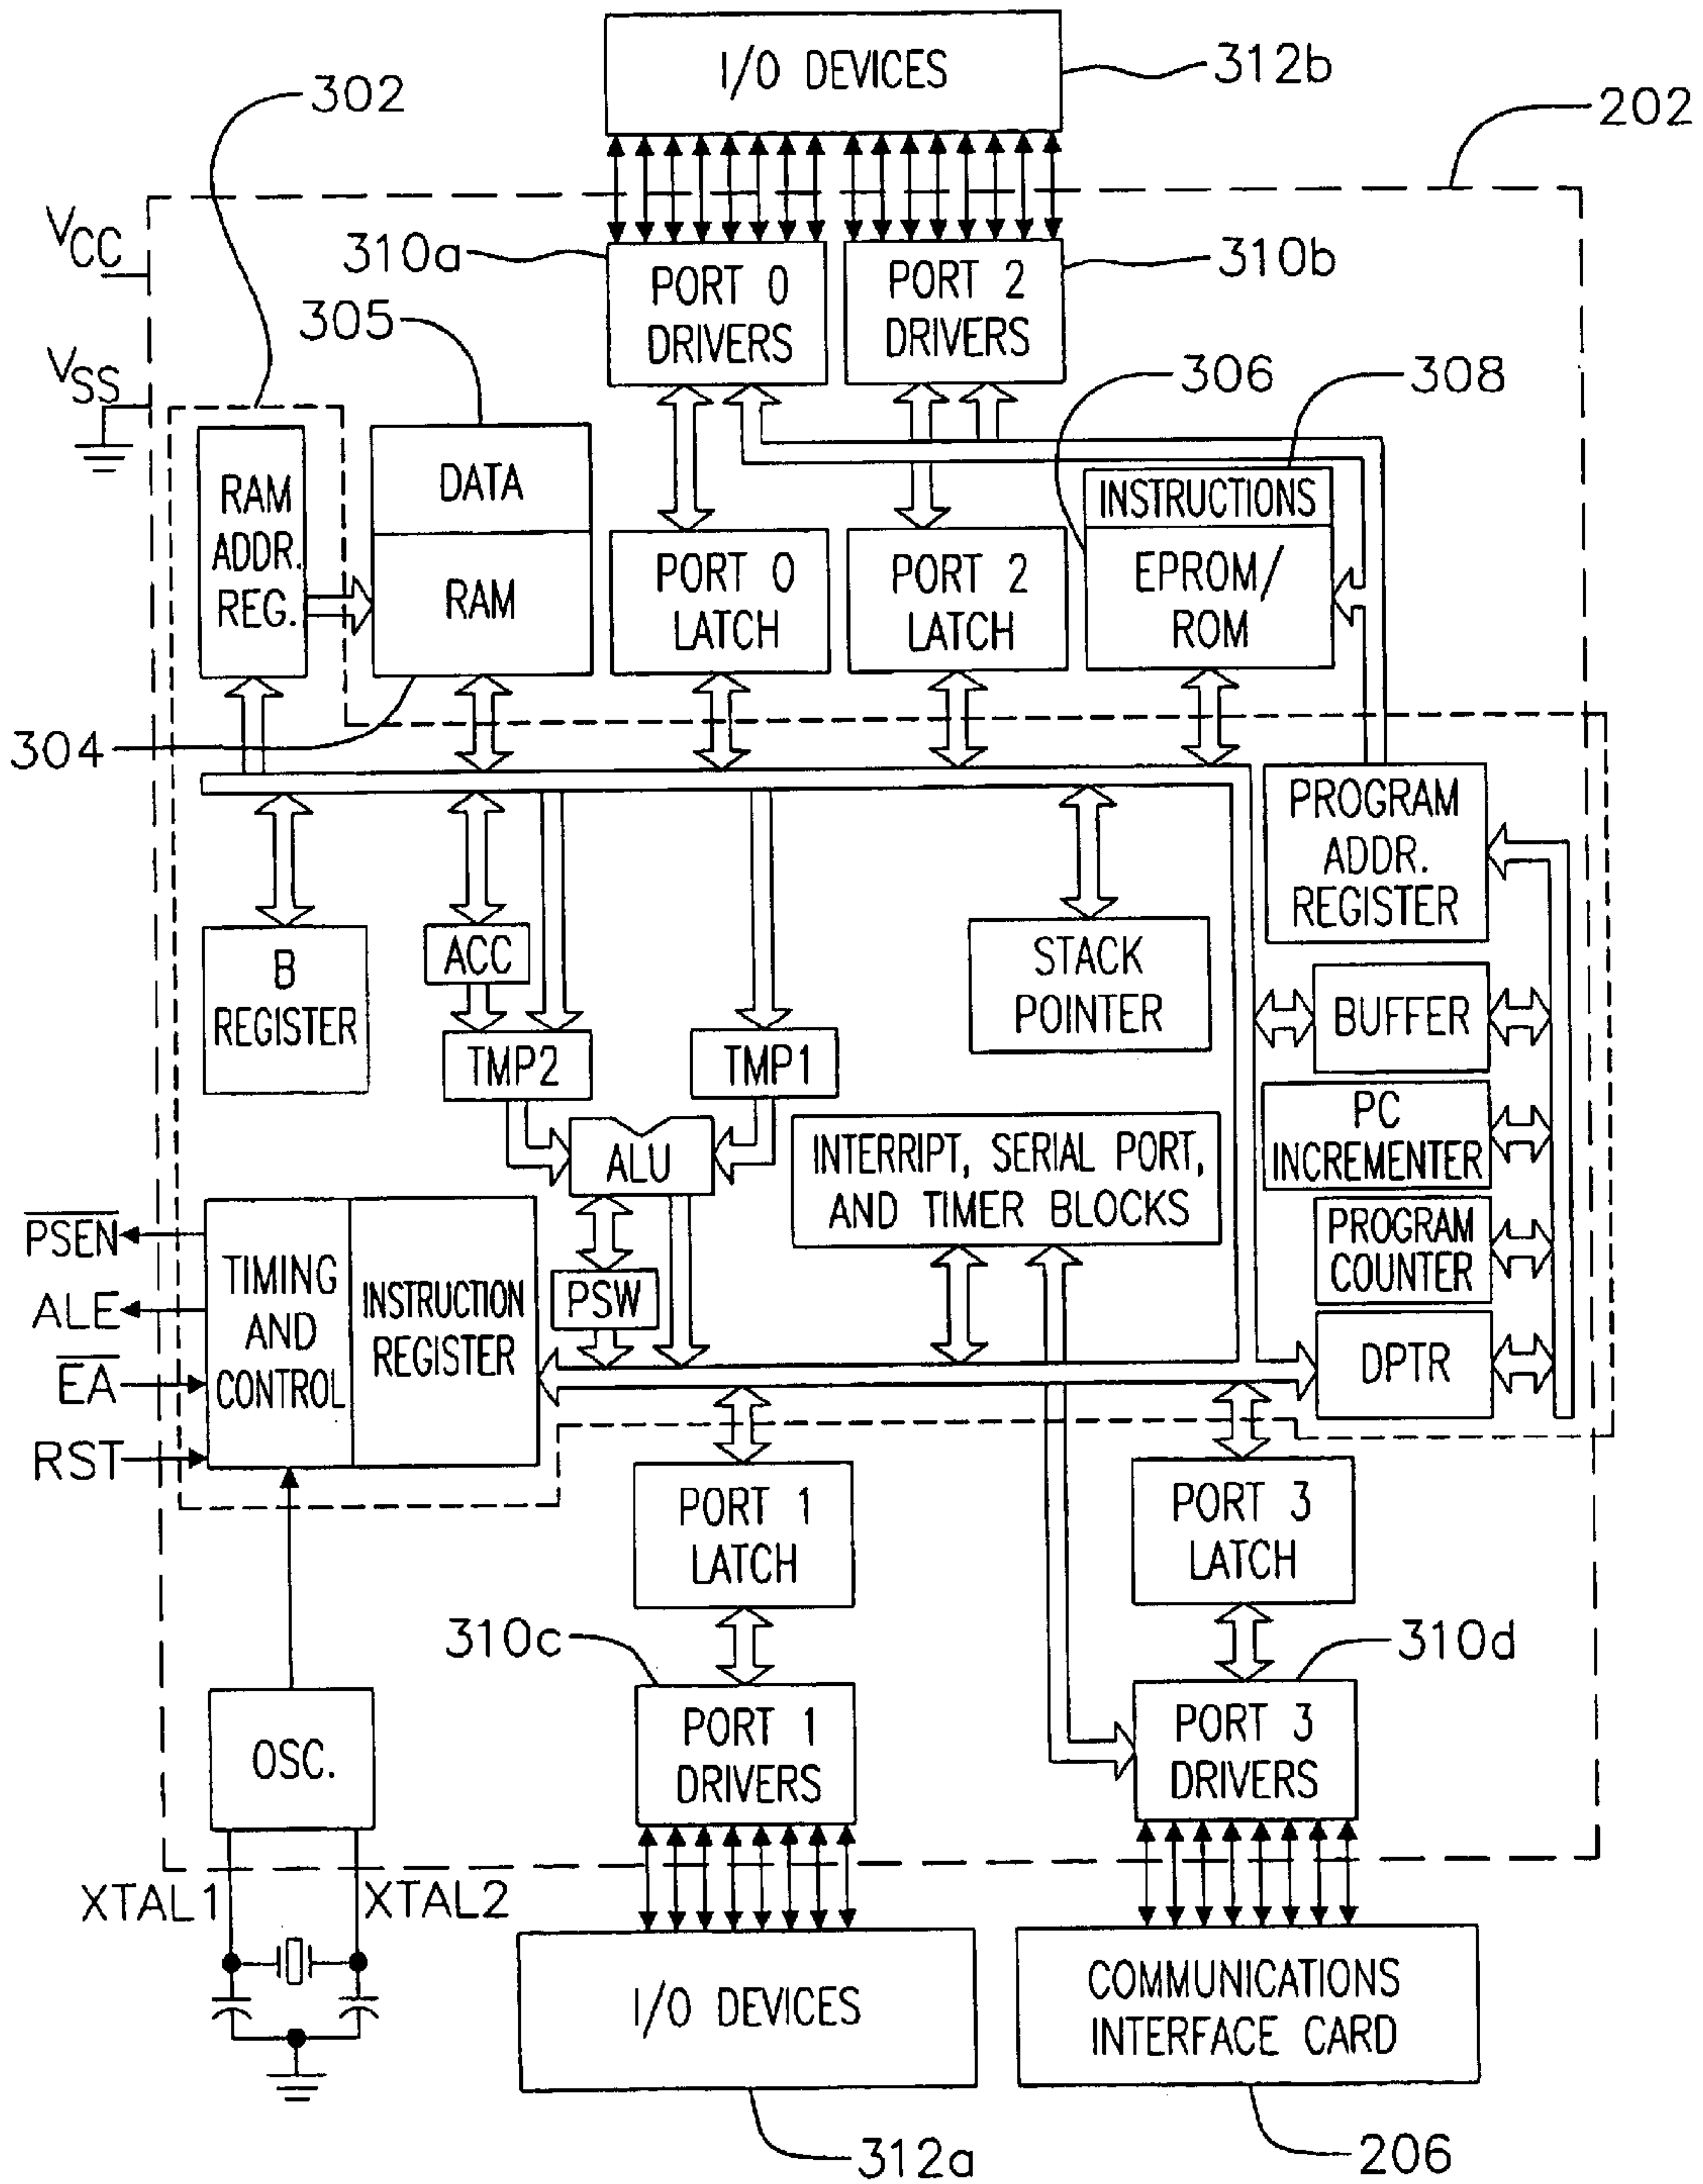 I/O DEVICES
312b
302
202
VCC
310a
310b
PORT 0
DRIVERS
PORT 2
DRIVERS
305
VSS
306
308
RAM
ADDR.
REG.
DATA
RAM
INSTRUCTIONS
EPROM/
ROM
PORT 0
LATCH
PORT 2
LATCH
304
PROGRAM
ADDR.
REGISTER
B
REGISTER
ACC
STACK
POINTER
BUFFER
TMP2
TMP1
PC
INCREMENTER
ALU
INTERRIPT, SERIAL PORT,
AND TIMER BLOCKS
PROGRAM
COUNTER
PSEN
ALE
EA
RST
TIMING
AND
CONTROL
INSTRUCTION
REGISTER
PSW
DPTR
PORT 1
LATCH
PORT 3
LATCH
310c
310d
OSC.
PORT 1
DRIVERS
PORT 3
DRIVERS
XTAL1
XTAL2
I/O DEVICES
COMMUNICATIONS
INTERFACE CARD
312a
206